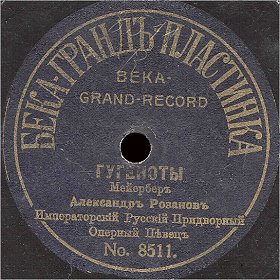 БЕКА-ГРАНДЪ ПЛАСТИНКА
BEKA-
GRAND-RECORD
ГУГЕНОТЫ
Мейерберъ
Александръ Розановъ
Императорскій Русскій Придворный
Оперный Пѣвецъ
No. 8511.